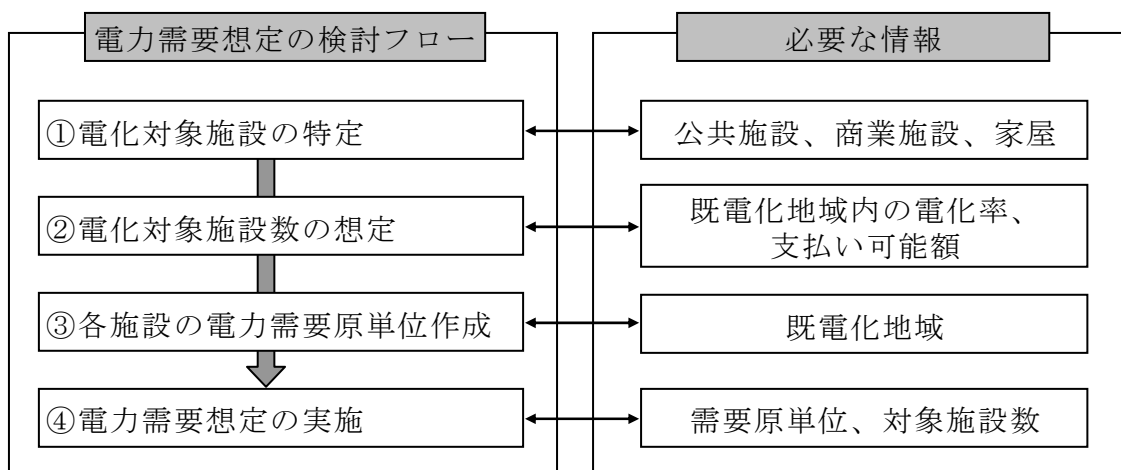 電力需要想定の検討フロー
必要な情報
①電化対象施設の特定
公共施設、商業施設、家屋
②電化対象施設数の想定
既電化地域内の電化率、
支払い可能額
③各施設の電力需要原単位作成
既電化地域
④電力需要想定の実施
需要原単位、対象施設数